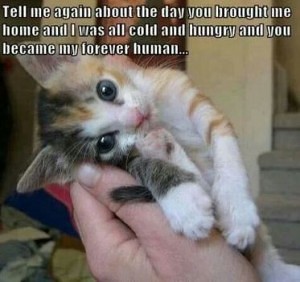 Tell me again about the day you brought me
home and I was all cold and hungry and you
became my forever human...